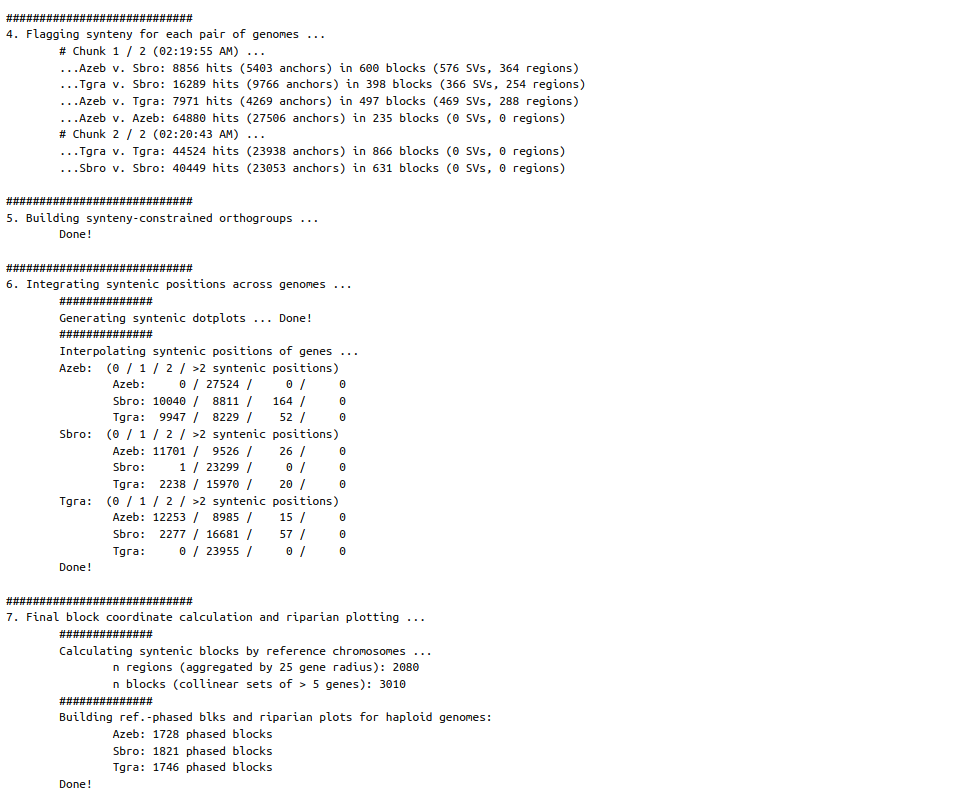 ############################
4. Flagging synteny for each pair of genomes ...
# Chunk 1 / 2 (02:19:55 AM) ...
...Azeb v. Sbro: 8856 hits (5403 anchors) in 600 blocks (576 SVs, 364 regions)
...Tgra v. Sbro: 16289 hits (9766 anchors) in 398 blocks (366 SVs, 254 regions)
...Azeb v. Tgra: 7971 hits (4269 anchors) in 497 blocks (469 SVs, 288 regions)
...Azeb v. Azeb: 64880 hits (27506 anchors) in 235 blocks (0 SVs, 0 regions)
# Chunk 2 / 2 (02:20:43 AM) ...
...Tgra v. Tgra: 44524 hits (23938 anchors) in 866 blocks (0 SVs, 0 regions)
...Sbro v. Sbro: 40449 hits (23053 anchors) in 631 blocks (0 SVs, 0 regions)
############################
5. Building synteny-constrained orthogroups ...
Done!
############################
6. Integrating syntenic positions across genomes ...
##############
Generating syntenic dotplots ... Done!
##############
Interpolating syntenic positions of genes ...
Azeb:  (0 / 1 / 2 / >2 syntenic positions)
Azeb:     0 / 27524 /     0 /     0
Sbro: 10040 /  8811 /   164 /     0
Tgra:  9947 /  8229 /    52 /     0
Sbro:  (0 / 1 / 2 / >2 syntenic positions)
Azeb: 11701 /  9526 /    26 /     0
Sbro:     1 / 23299 /     0 /     0
Tgra:  2238 / 15970 /    20 /     0
Tgra:  (0 / 1 / 2 / >2 syntenic positions)
Azeb: 12253 /  8985 /    15 /     0
Sbro:  2277 / 16681 /    57 /     0
Tgra:     0 / 23955 /     0 /     0
Done!
############################
7. Final block coordinate calculation and riparian plotting ...
##############
Calculating syntenic blocks by reference chromosomes ...
n regions (aggregated by 25 gene radius): 2080
n blocks (collinear sets of > 5 genes): 3010
##############
Building ref.-phased blks and riparian plots for haploid genomes:
Azeb: 1728 phased blocks
Sbro: 1821 phased blocks
Tgra: 1746 phased blocks
Done!